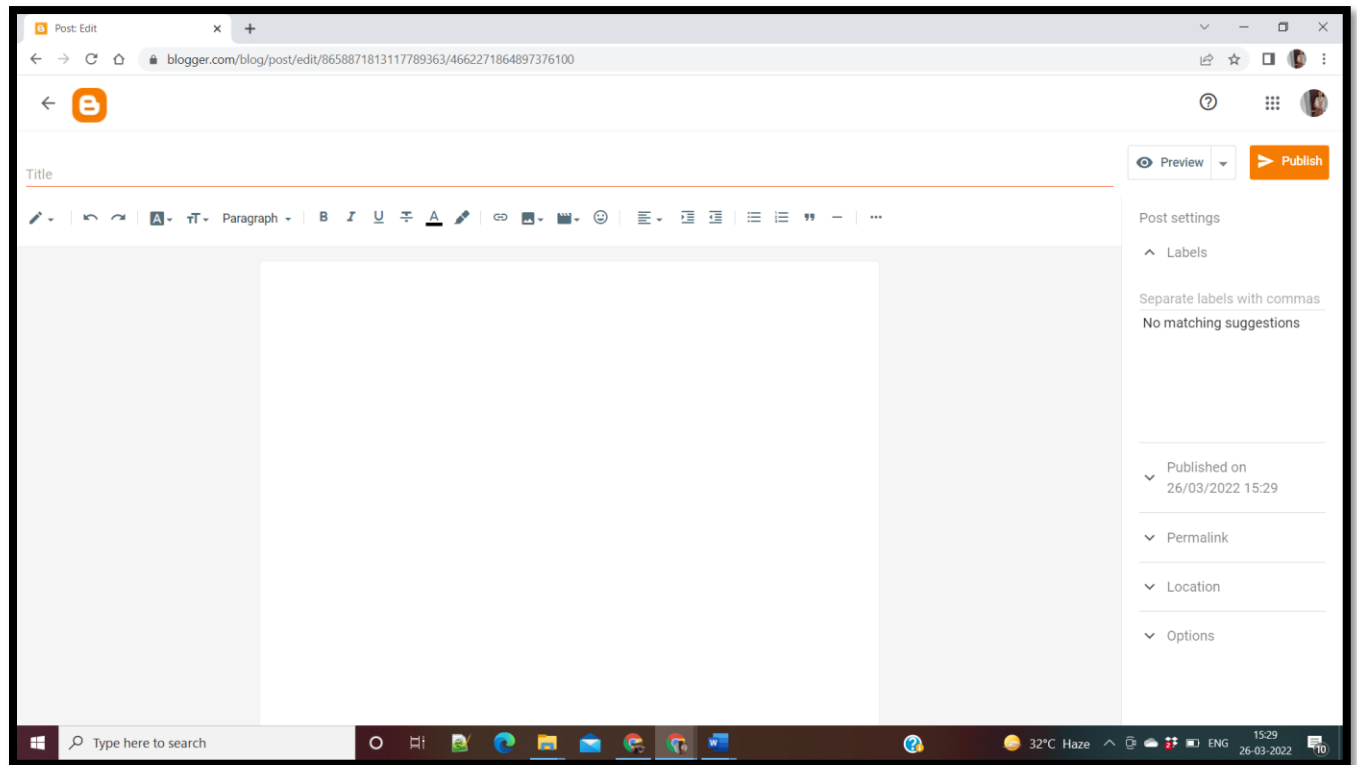 Post: Edit
blogger.com/blog/post/edit/8658871813117789363/4662271864897376100
Title
Preview
Publish
Paragraph
B I U A
Post settings
Labels
Separate labels with commas
No matching suggestions
Published on
26/03/2022 15:29
Permalink
Location
Options
Type here to search
32°C Haze
ENG
15:29
26-03-2022
10